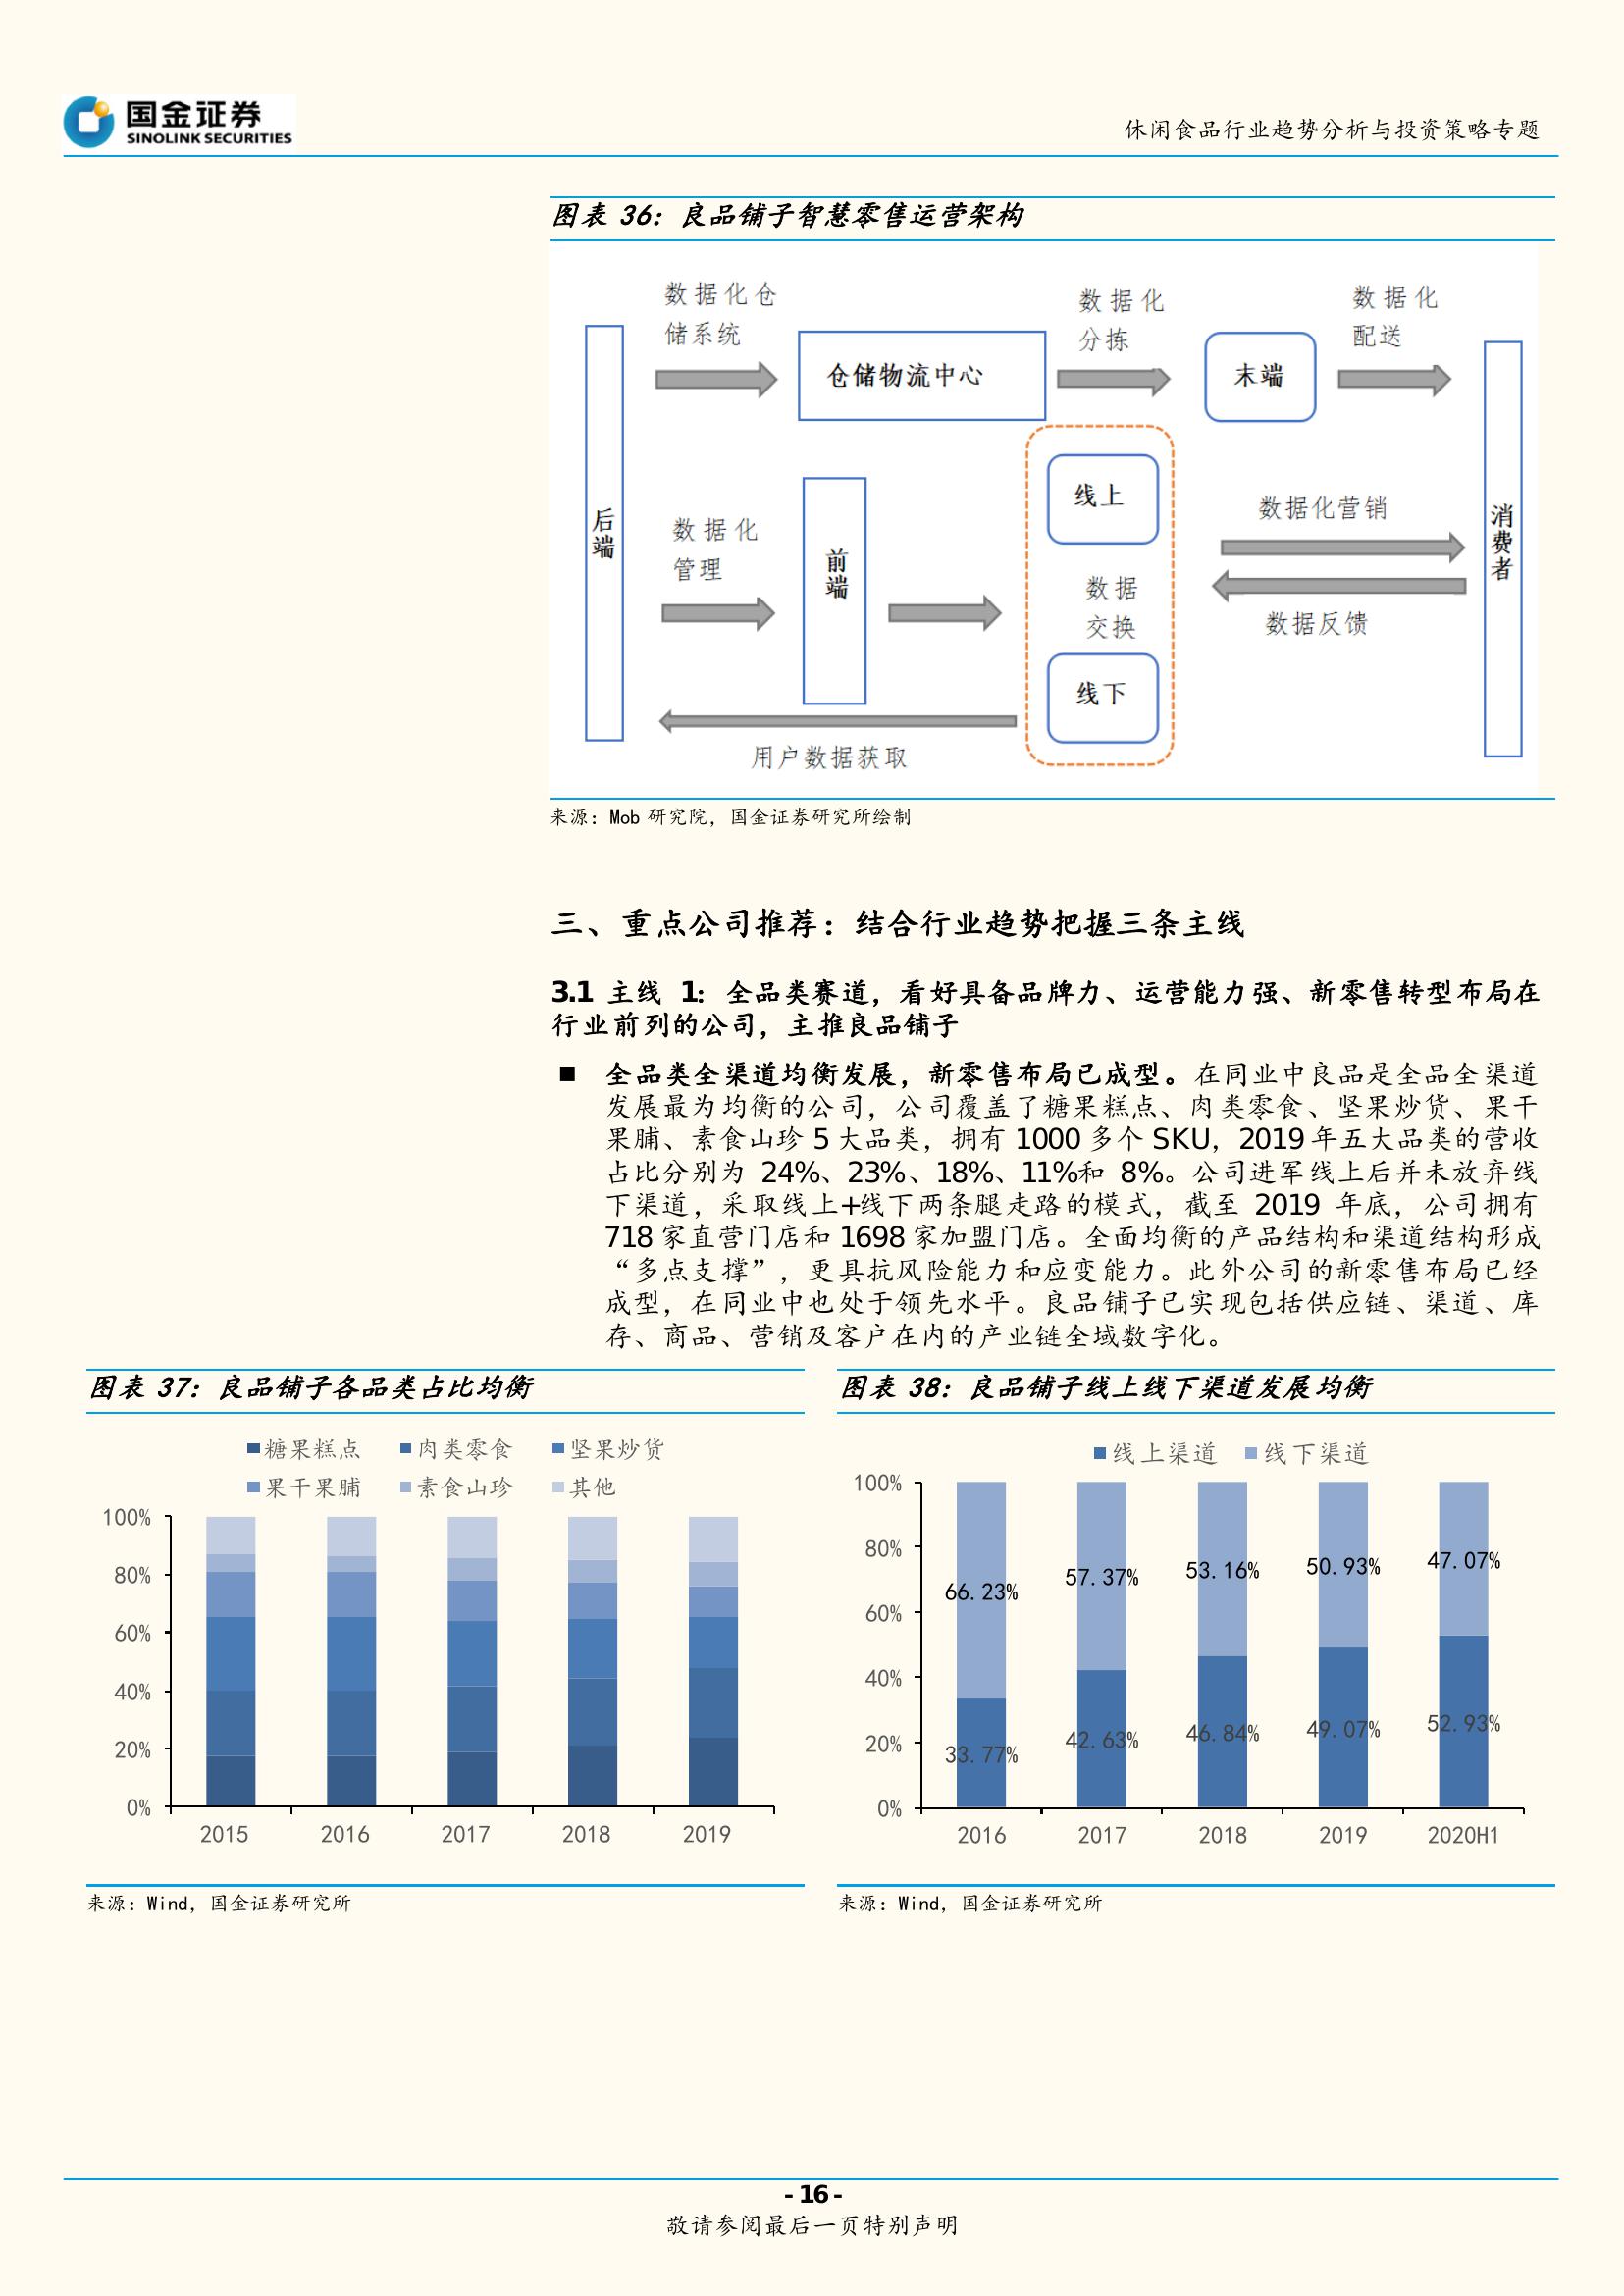 国金证券
SINOLINK SECURITIES
休闲食品行业趋势分析与投资策略专题
图表 36：良品铺子智慧零售运营架构
数据化仓
储系统
仓储物流中心
数据化
分拣
末端
数据化
配送
后端
数据化
管理
前端
线上
数据
交换
线下
数据化营销
数据反馈
消费者
用户数据获取
来源：Mob 研究院，国金证券研究所绘制
三、重点公司推荐：结合行业趋势把握三条主线
3.1 主线 1：全品类赛道，看好具备品牌力、运营能力强、新零售转型布局在
行业前列的公司，主推良品铺子
■ 全品类全渠道均衡发展，新零售布局已成型。在同业中良品是全品全渠道
发展最为均衡的公司，公司覆盖了糖果糕点、肉类零食、坚果炒货、果干
果脯、素食山珍 5 大品类，拥有 1000 多个 SKU，2019 年五大品类的营收
占比分别为 24%、23%、18%、11%和 8%。公司进军线上后并未放弃线
下渠道，采取线上+线下两条腿走路的模式，截至 2019 年底，公司拥有
718 家直营门店和 1698 家加盟门店。全面均衡的产品结构和渠道结构形成
“多点支撑”，更具抗风险能力和应变能力。此外公司的新零售布局已经
成型，在同业中也处于领先水平。良品铺子已实现包括供应链、渠道、库
存、商品、营销及客户在内的产业链全域数字化。
图表 37：良品铺子各品类占比均衡
糖果糕点 肉类零食 坚果炒货
果干果脯 素食山珍 其他
100%
80%
60%
40%
20%
0%
2015 2016 2017 2018 2019
来源：Wind，国金证券研究所
图表 38：良品铺子线上线下渠道发展均衡
线上渠道 线下渠道
100%
80%
60%
40%
20%
0%
66.23% 57.37% 53.16% 50.93% 47.07%
33.77% 42.63% 46.84% 49.07% 52.93%
2016 2017 2018 2019 2020H1
来源：Wind，国金证券研究所
- 16 -
敬请参阅最后一页特别声明